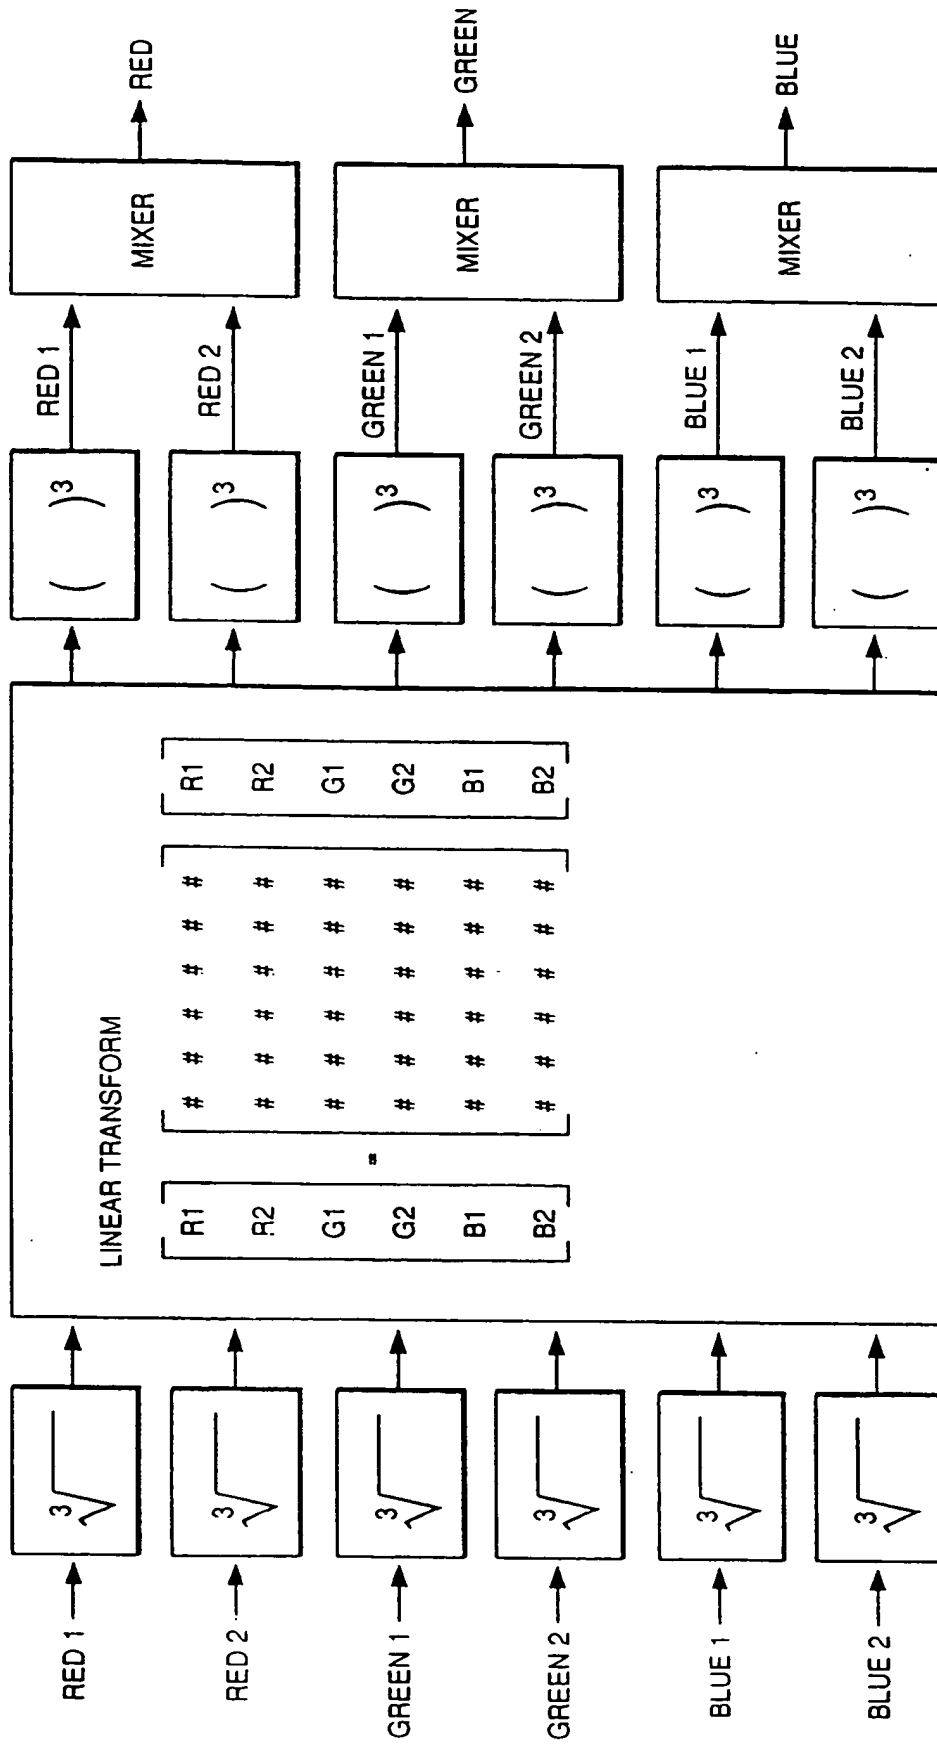 RED 1
RED 2
GREEN 1
GREEN 2
BLUE 1
BLUE 2
3√
3√
3√
3√
3√
3√
LINEAR TRANSFORM
R1 # # # # # # R1
R2 # # # # # # R2
G1 = # # # # # # G1
G2 # # # # # # G2
B1 # # # # # # B1
B2 # # # # # # B2
( )3
( )3
( )3
( )3
( )3
( )3
RED 1
RED 2
GREEN 1
GREEN 2
BLUE 1
BLUE 2
MIXER
MIXER
MIXER
RED
GREEN
BLUE